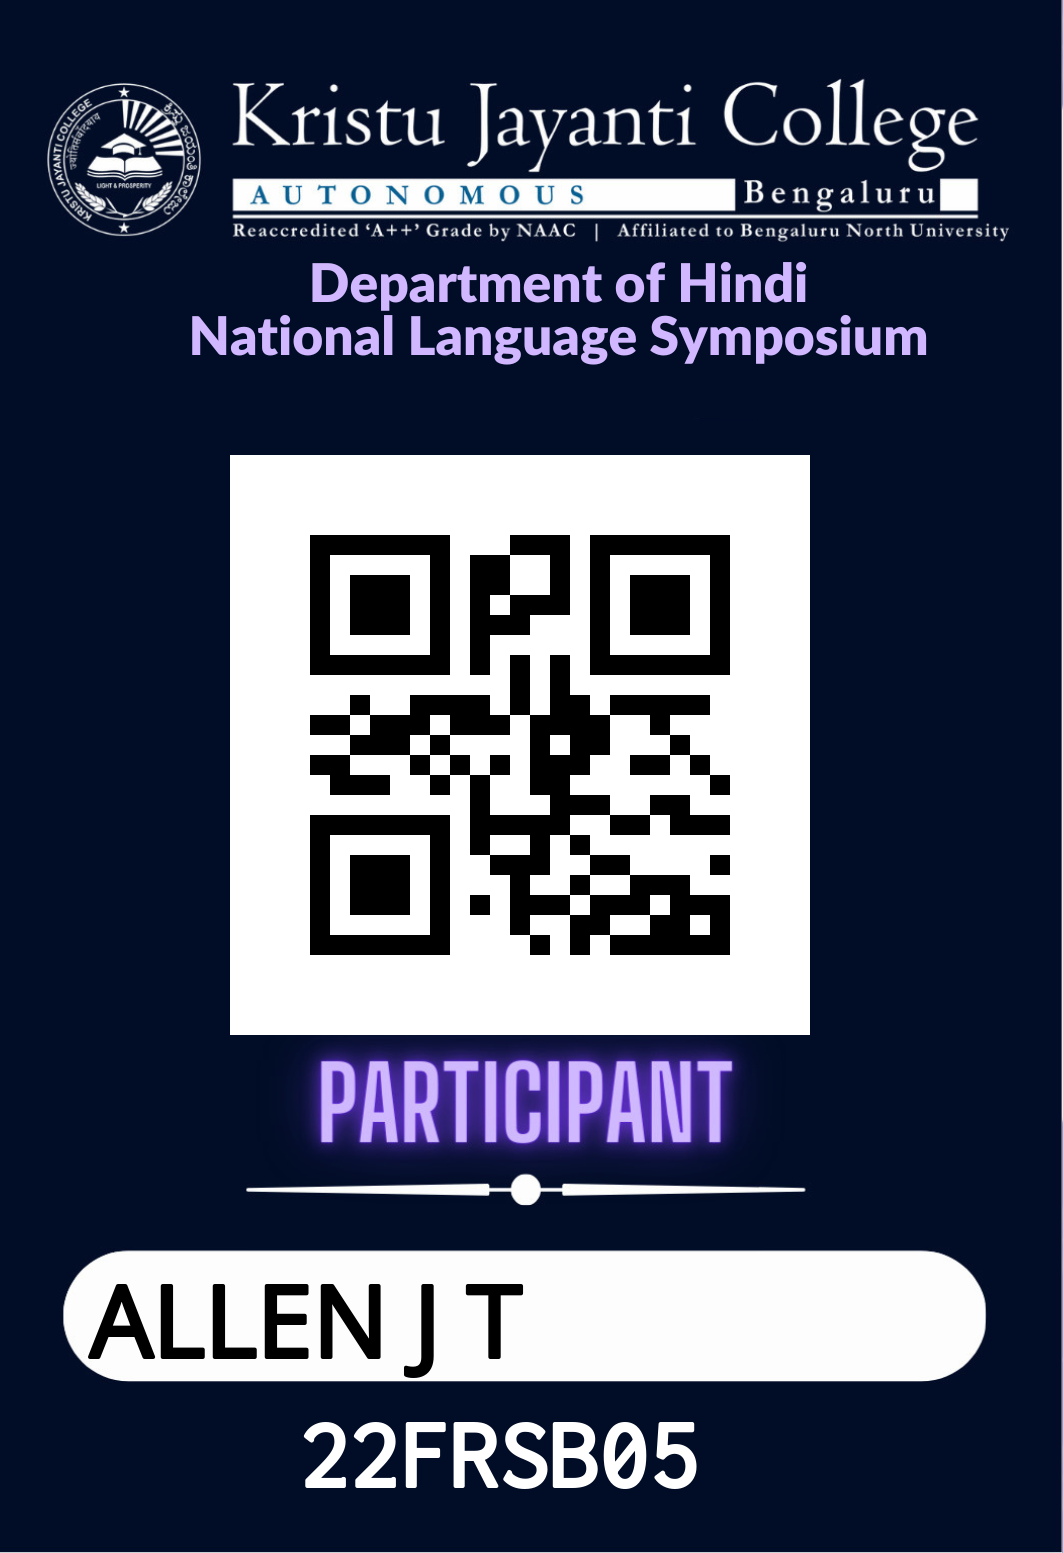 Kristu Jayanti College
AUTONOMOUS Bengaluru
Reaccredited ‘A++’ Grade by NAAC | Affiliated to Bengaluru North University
KRISTU JAYANTI COLLEGE
LIGHT & PROSPERITY
Department of Hindi
National Language Symposium
PARTICIPANT
ALLEN J T
22FRSB05